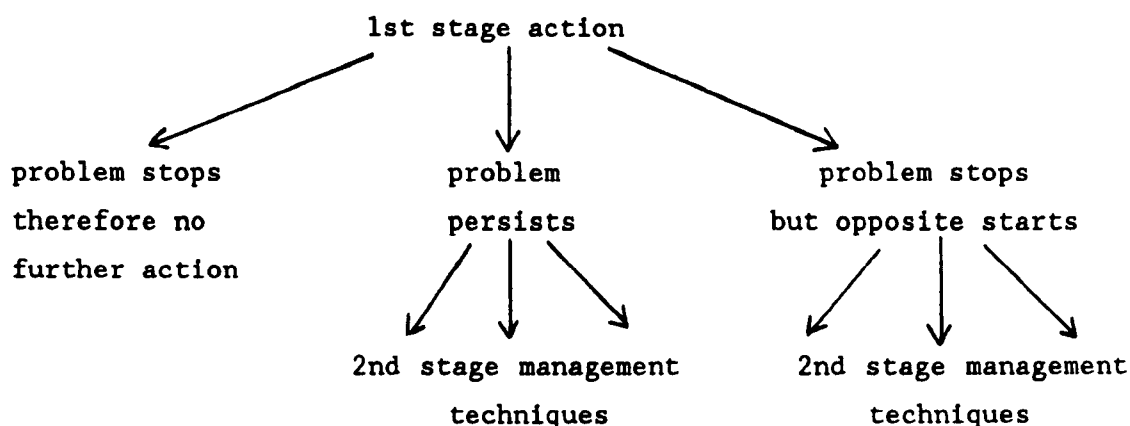 1st stage action
problem stops
therefore no
further action
problem
persists
problem stops
but opposite starts
2nd stage management
techniques
2nd stage management
techniques